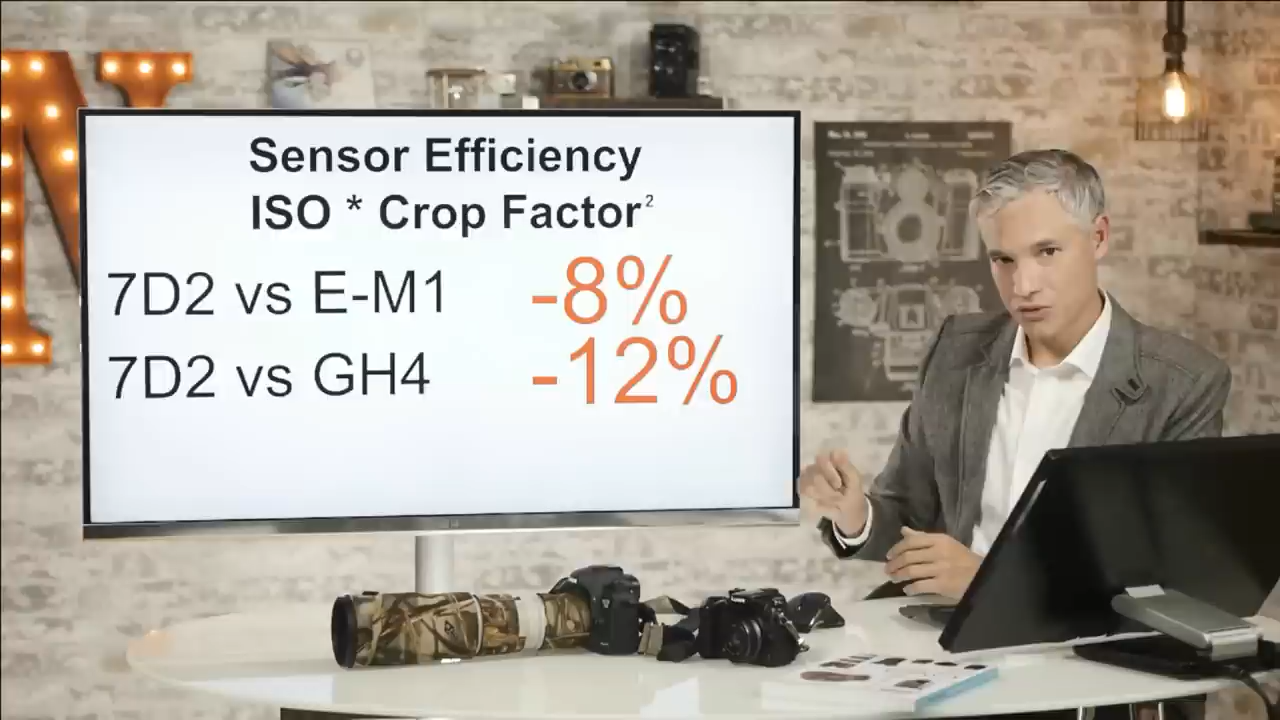 Sensor Efficiency
ISO * Crop Factor²
7D2 vs E-M1 -8%
7D2 vs GH4 -12%